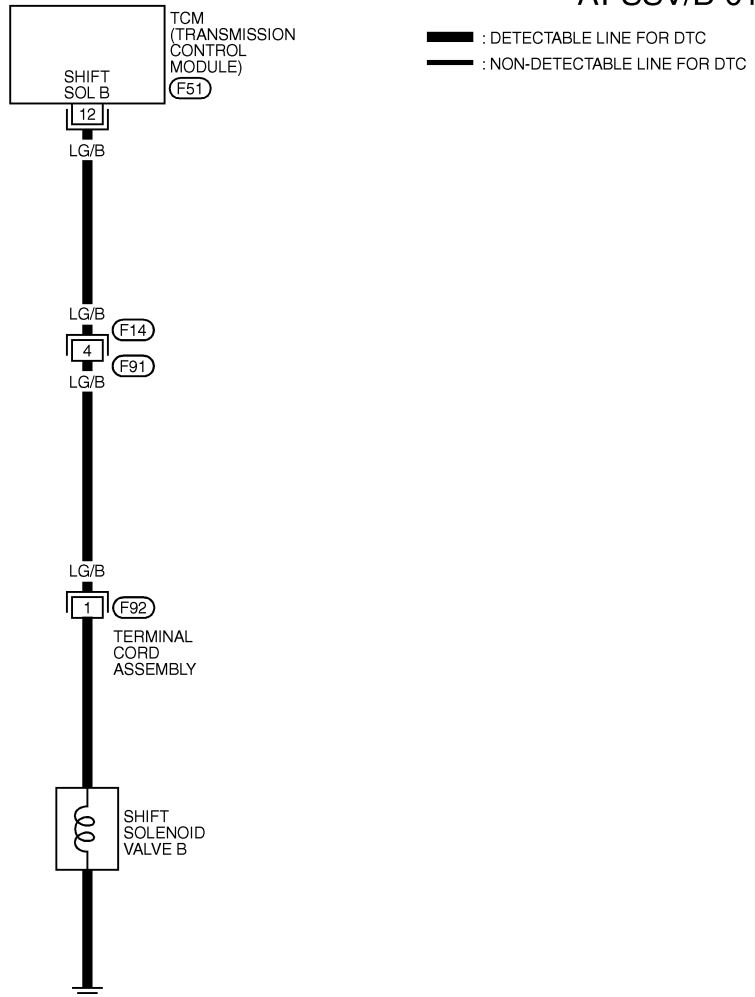 TCM
(TRANSMISSION
CONTROL
MODULE)
F51
SHIFT
SOL B
12
: DETECTABLE LINE FOR DTC
: NON-DETECTABLE LINE FOR DTC
LG/B
LG/B
F14
4
F91
LG/B
LG/B
1
F92
TERMINAL
CORD
ASSEMBLY
SHIFT
SOLENOID
VALVE B